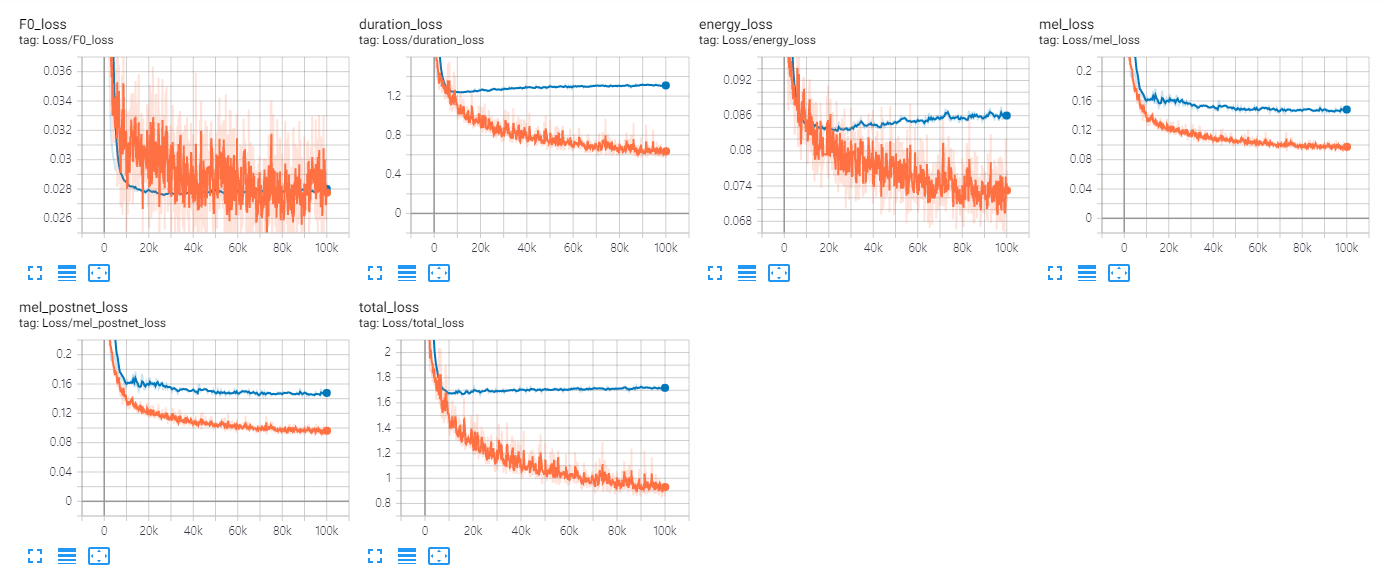 F0_loss
tag: Loss/F0_loss
0.036
0.034
0.032
0.03
0.028
0.026
0 20k 40k 60k 80k 100k
duration_loss
tag: Loss/duration_loss
1.2
0.8
0.4
0
0 20k 40k 60k 80k 100k
energy_loss
tag: Loss/energy_loss
0.092
0.086
0.08
0.074
0.068
0 20k 40k 60k 80k 100k
mel_loss
tag: Loss/mel_loss
0.2
0.16
0.12
0.08
0.04
0
0 20k 40k 60k 80k 100k
mel_postnet_loss
tag: Loss/mel_postnet_loss
0.2
0.16
0.12
0.08
0.04
0
0 20k 40k 60k 80k 100k
total_loss
tag: Loss/total_loss
2
1.8
1.6
1.4
1.2
1
0.8
0 20k 40k 60k 80k 100k